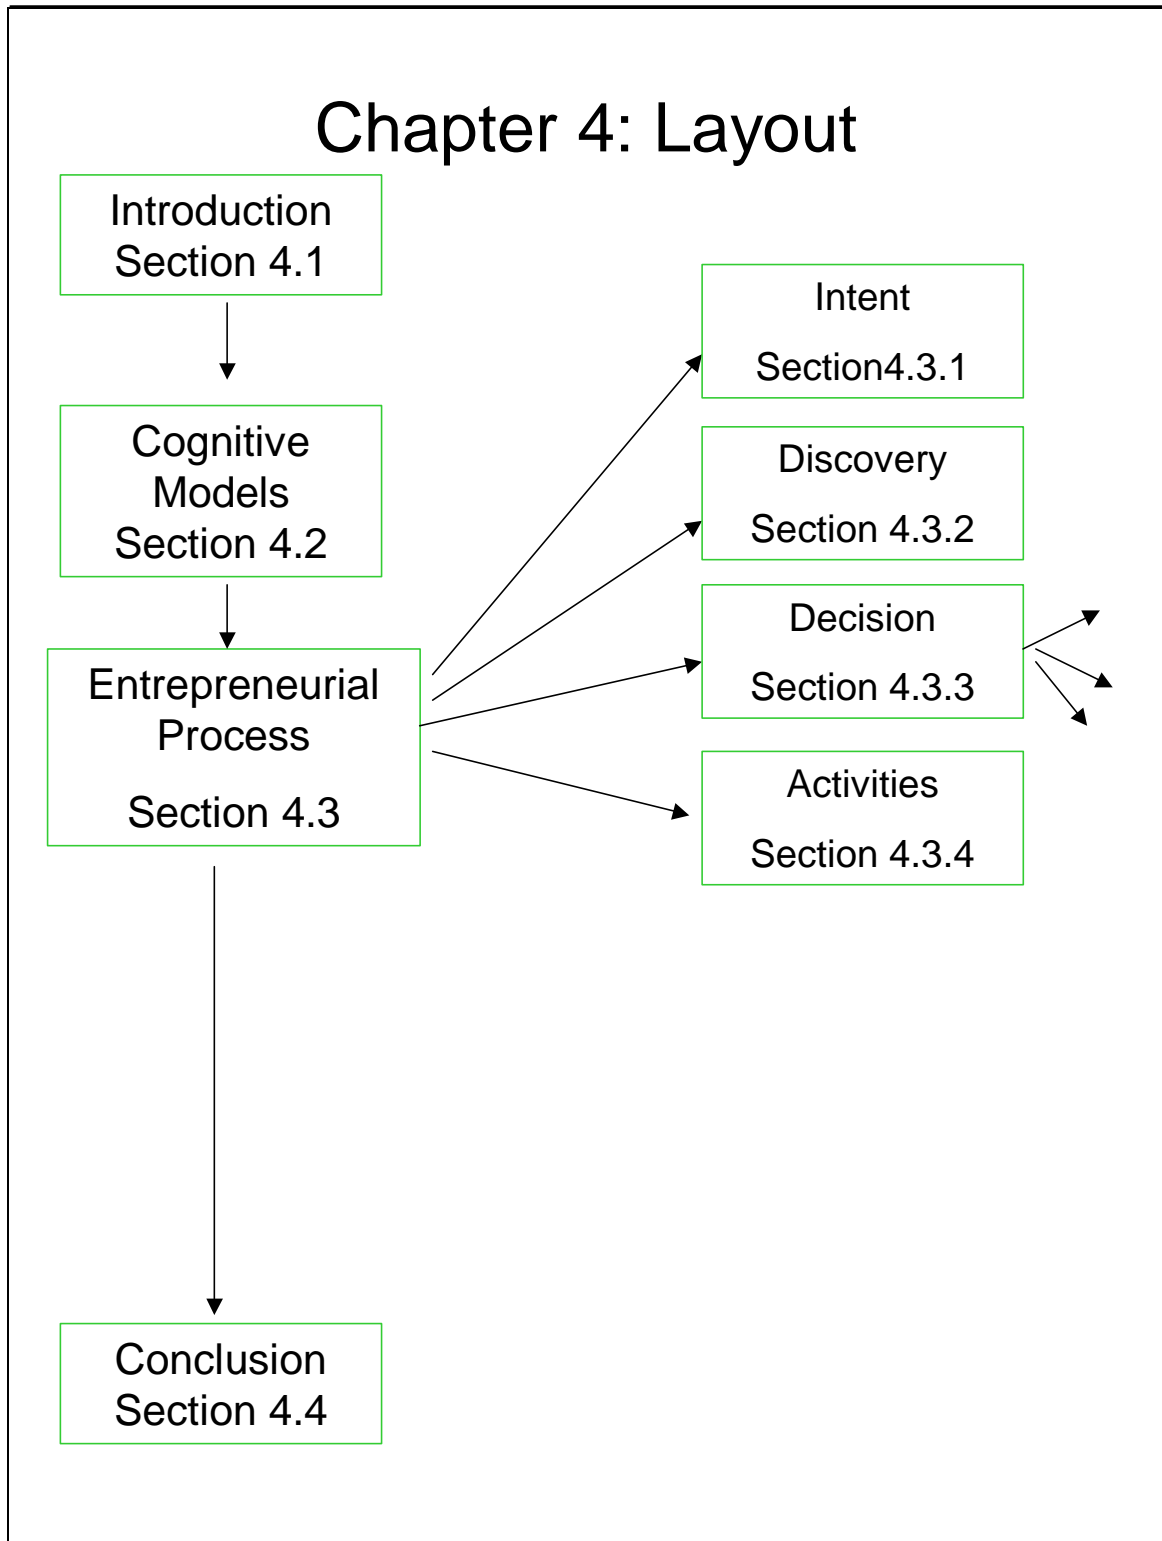 Chapter 4: Layout
Introduction
Section 4.1
Cognitive
Models
Section 4.2
Entrepreneurial
Process
Section 4.3
Conclusion
Section 4.4
Intent
Section4.3.1
Discovery
Section 4.3.2
Decision
Section 4.3.3
Activities
Section 4.3.4